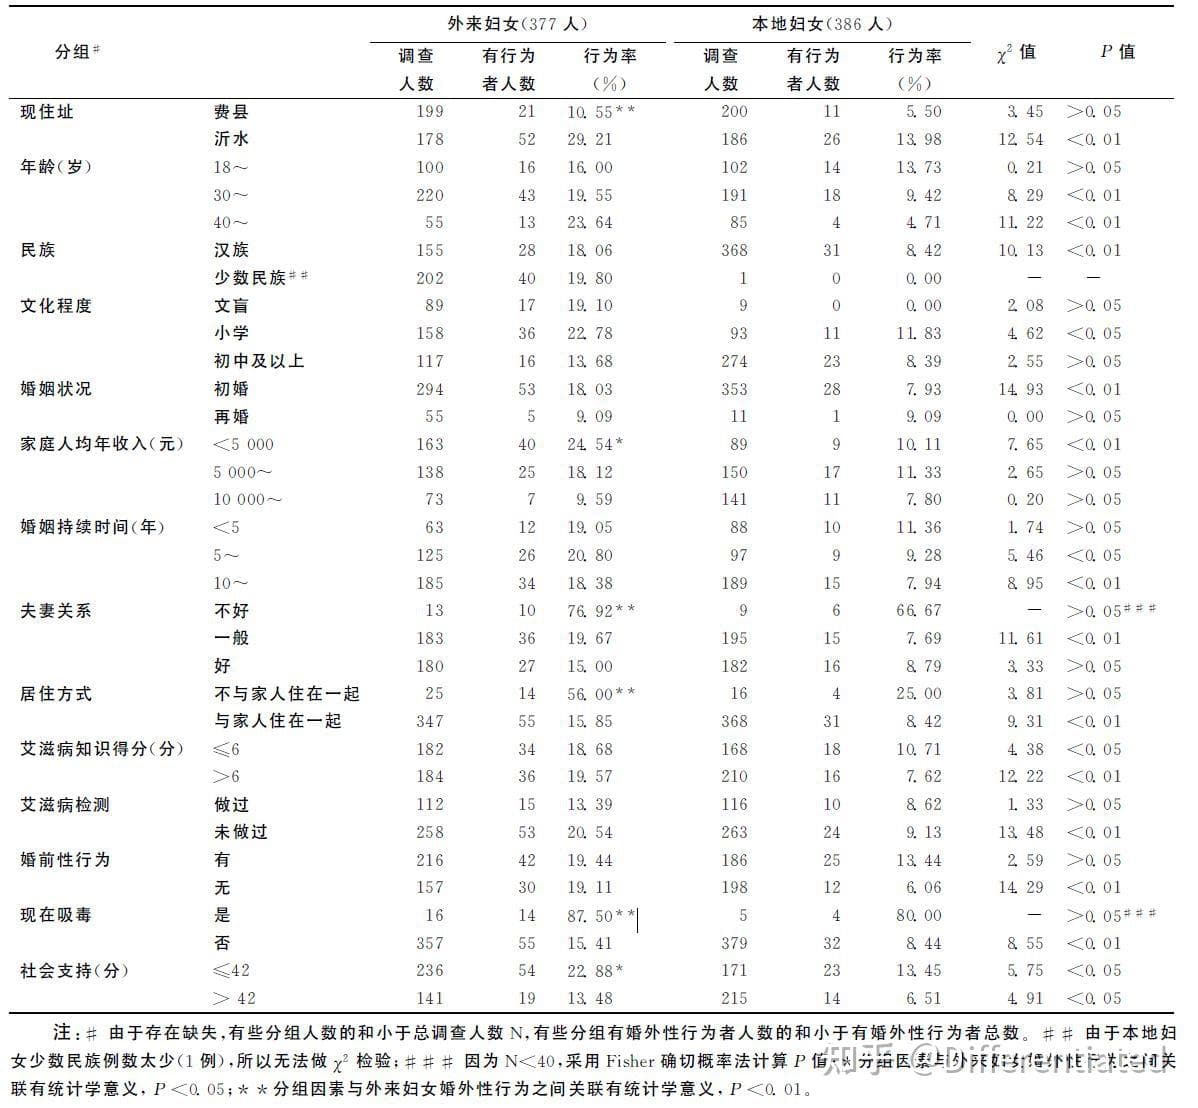 外来妇女(377人) 本地妇女(386人)
分组# 调查 有行为 行为率 调查 有行为 行为率 χ² 值 P 值
人数 者人数 (%) 人数 者人数 (%)
现住址 费县 199 21 10.55** 200 11 5.50 3.45 >0.05
沂水 178 52 29.21 186 26 13.98 12.54 <0.01
年龄(岁) 18~ 100 16 16.00 102 14 13.73 0.21 >0.05
30~ 220 43 19.55 191 18 9.42 8.29 <0.01
40~ 55 13 23.64 85 4 4.71 11.22 <0.01
民族 汉族 155 28 18.06 368 31 8.42 10.13 <0.01
少数民族## 202 40 19.80 1 0 0.00 — —
文化程度 文盲 89 17 19.10 9 0 0.00 2.08 >0.05
小学 158 36 22.78 93 11 11.83 4.62 <0.05
初中及以上 117 16 13.68 274 23 8.39 2.55 >0.05
婚姻状况 初婚 294 53 18.03 353 28 7.93 14.93 <0.01
再婚 55 5 9.09 11 1 9.09 0.00 >0.05
家庭人均年收入(元) <5 000 163 40 24.54* 89 9 10.11 7.65 <0.01
5 000~ 138 25 18.12 150 17 11.33 2.65 >0.05
10 000~ 73 7 9.59 141 11 7.80 0.20 >0.05
婚姻持续时间(年) <5 63 12 19.05 88 10 11.36 1.74 >0.05
5~ 125 26 20.80 97 9 9.28 5.46 <0.05
10~ 185 34 18.38 189 15 7.94 8.95 <0.01
夫妻关系 不好 13 10 76.92** 9 6 66.67 — >0.05###
一般 183 36 19.67 195 15 7.69 11.61 <0.01
好 180 27 15.00 182 16 8.79 3.33 >0.05
居住方式 不与家人住在一起 25 14 56.00** 16 4 25.00 3.81 >0.05
与家人住在一起 347 55 15.85 368 31 8.42 9.31 <0.01
艾滋病知识得分(分) ≤6 182 34 18.68 168 18 10.71 4.38 <0.05
>6 184 36 19.57 210 16 7.62 12.22 <0.01
艾滋病检测 做过 112 15 13.39 116 10 8.62 1.33 >0.05
未做过 258 53 20.54 263 24 9.13 13.48 <0.01
婚前性行为 有 216 42 19.44 186 25 13.44 2.59 >0.05
无 157 30 19.11 198 12 6.06 14.29 <0.01
现在吸毒 是 16 14 87.50** 5 4 80.00 — >0.05###
否 357 55 15.41 379 32 8.44 8.55 <0.01
社会支持(分) ≤42 236 54 22.88* 171 23 13.45 5.75 <0.05
> 42 141 19 13.48 215 14 6.51 4.91 <0.05
注:# 由于存在缺失,有些分组人数的和小于总调查人数 N,有些分组有婚外性行为者人数的和小于有婚外性行为者总数。## 由于本地妇
女少数民族例数太少(1 例),所以无法做 χ² 检验;### 因为 N<40,采用 Fisher 确切概率法计算 P 值;*分组因素与外来妇女婚外性行为之间关
联有统计学意义, P<0.05;**分组因素与外来妇女婚外性行为之间关联有统计学意义, P<0.01。
知乎 @Differentiated